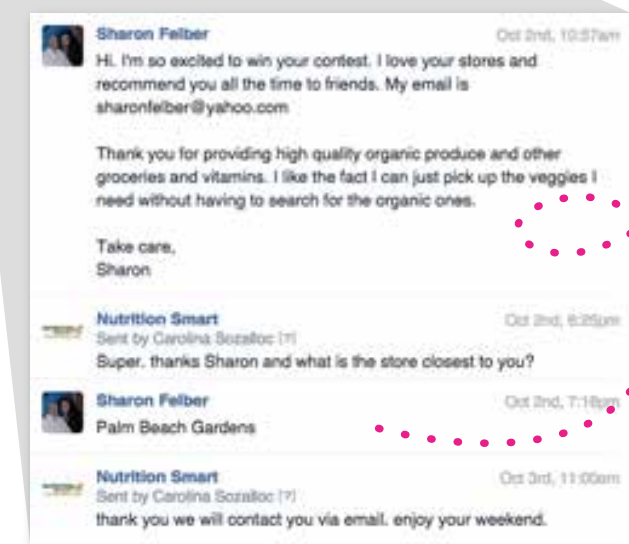 Sharon Felber
Oct 2nd, 10:57am
Hi. I'm so excited to win your contest. I love your stores and
recommend you all the time to friends. My email is
sharonfelber@yahoo.com
Thank you for providing high quality organic produce and other
groceries and vitamins. I like the fact I can just pick up the veggies I
need without having to search for the organic ones.
Take care,
Sharon
Nutrition Smart
Oct 2nd, 6:25pm
Sent by Carolina Sozalloc [?]
Super. thanks Sharon and what is the store closest to you?
Sharon Felber
Oct 2nd, 7:16pm
Palm Beach Gardens
Nutrition Smart
Oct 3rd, 11:00am
Sent by Carolina Sozalloc [?]
thank you we will contact you via email. enjoy your weekend.